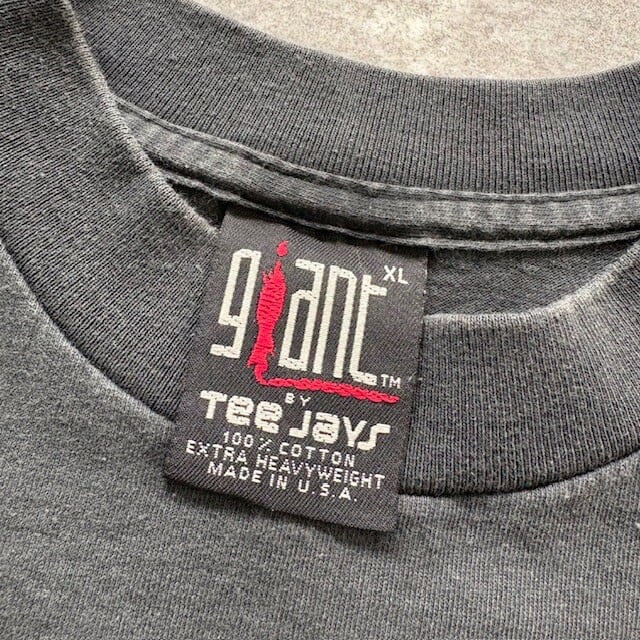 giant XL
TM
BY
Tee Jays
100% COTTON
EXTRA HEAVYWEIGHT
MADE IN U.S.A.